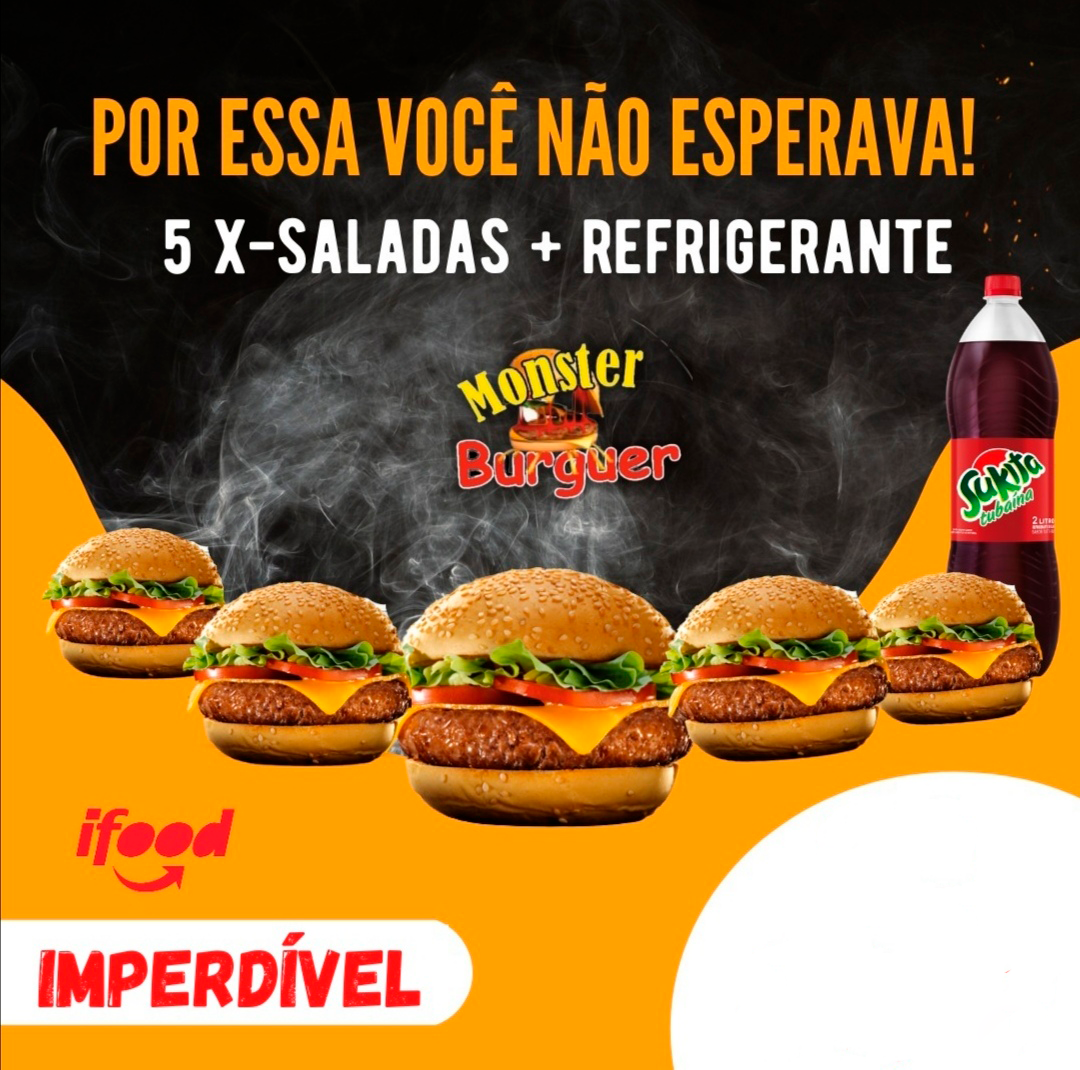 POR ESSA VOCÊ NÃO ESPERAVA!
5 X-SALADAS + REFRIGERANTE
Monster
Burguer
Sukita
tubaína
ifood
IMPERDÍVEL